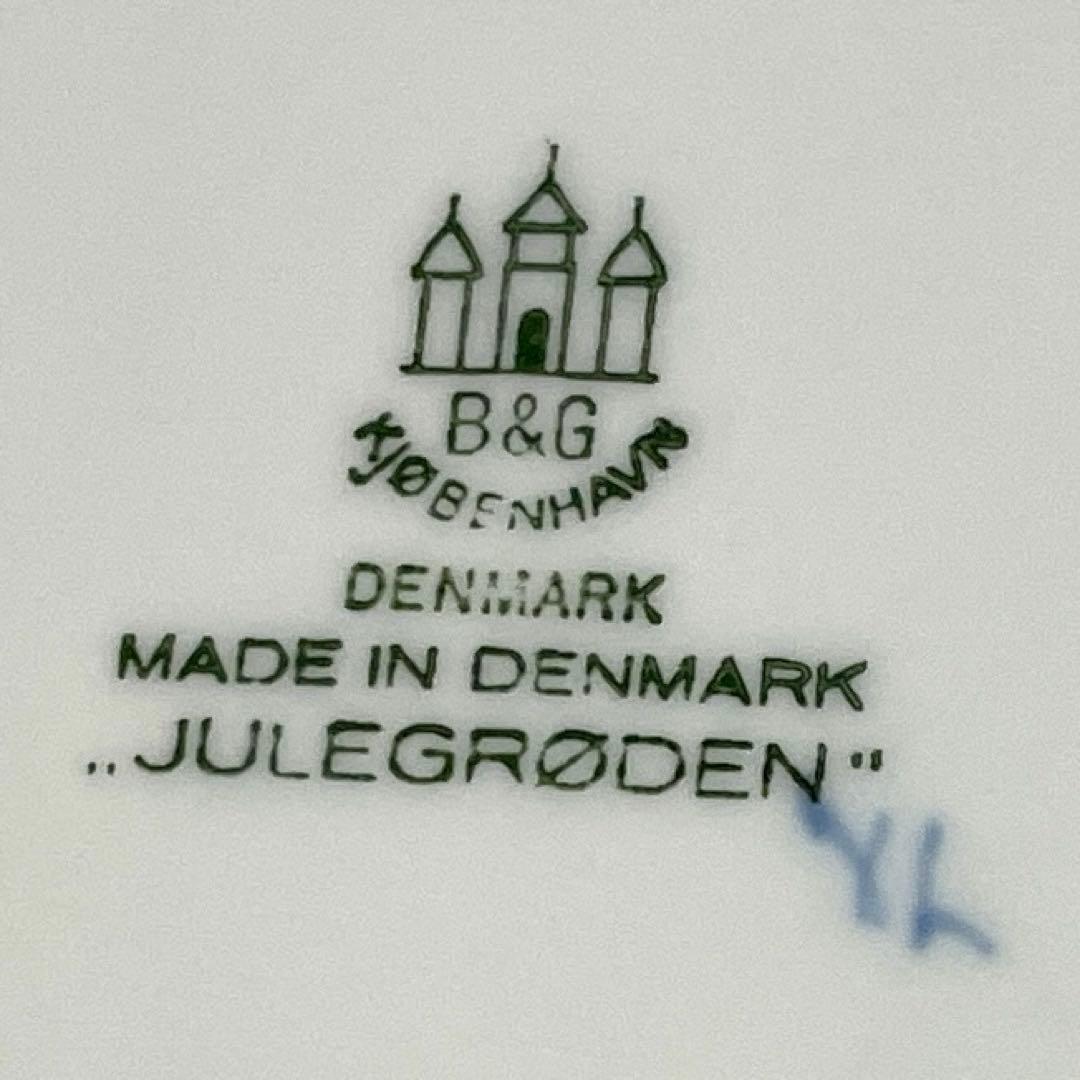 B&G
KJØBENHAVN
DENMARK
MADE IN DENMARK
„JULEGRØDEN“